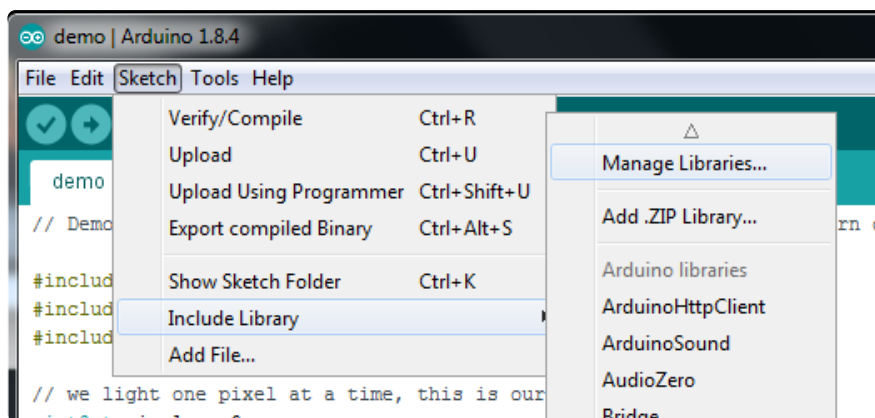 demo | Arduino 1.8.4
File Edit Sketch Tools Help
Verify/Compile Ctrl+R
Upload Ctrl+U
Upload Using Programmer Ctrl+Shift+U
Export compiled Binary Ctrl+Alt+S
Show Sketch Folder Ctrl+K
Include Library
Add File...
Manage Libraries...
Add .ZIP Library...
Arduino libraries
ArduinoHttpClient
ArduinoSound
AudioZero
Bridge
demo
// Demo
#includ
#includ
#includ
// we light one pixel at a time, this is our